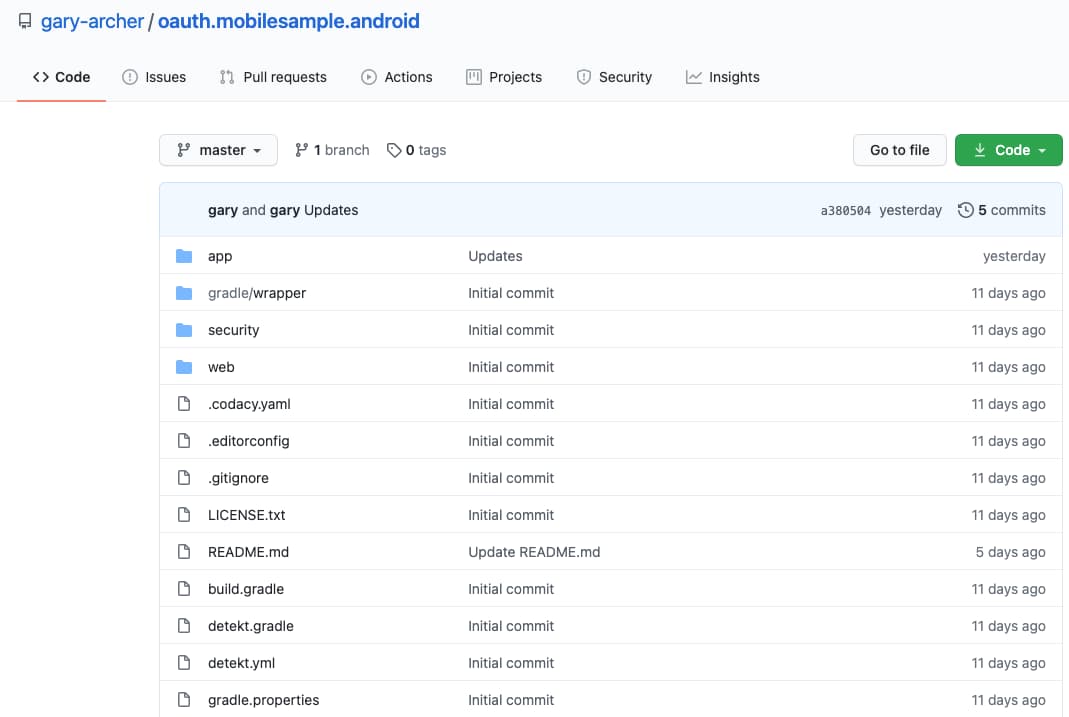 gary-archer / oauth.mobilesample.android
Code Issues Pull requests Actions Projects Security Insights
master 1 branch 0 tags Go to file Code
gary and gary Updates a380504 yesterday 5 commits
app Updates yesterday
gradle/wrapper Initial commit 11 days ago
security Initial commit 11 days ago
web Initial commit 11 days ago
.codacy.yaml Initial commit 11 days ago
.editorconfig Initial commit 11 days ago
.gitignore Initial commit 11 days ago
LICENSE.txt Initial commit 11 days ago
README.md Update README.md 5 days ago
build.gradle Initial commit 11 days ago
detekt.gradle Initial commit 11 days ago
detekt.yml Initial commit 11 days ago
gradle.properties Initial commit 11 days ago